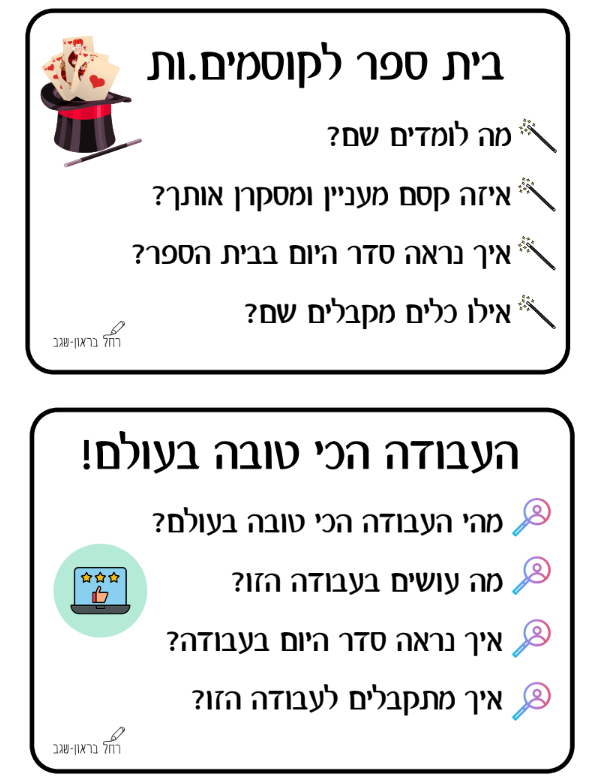 בית ספר לקוסמים.ות
מה לומדים שם?
איזה קסם מעניין ומסקרן אותך?
איך נראה סדר היום בבית הספר?
אילו כלים מקבלים שם?
רחל בראון-שגב
העבודה הכי טובה בעולם!
מהי העבודה הכי טובה בעולם?
מה עושים בעבודה הזו?
איך נראה סדר היום בעבודה?
איך מתקבלים לעבודה הזו?
רחל בראון-שגב